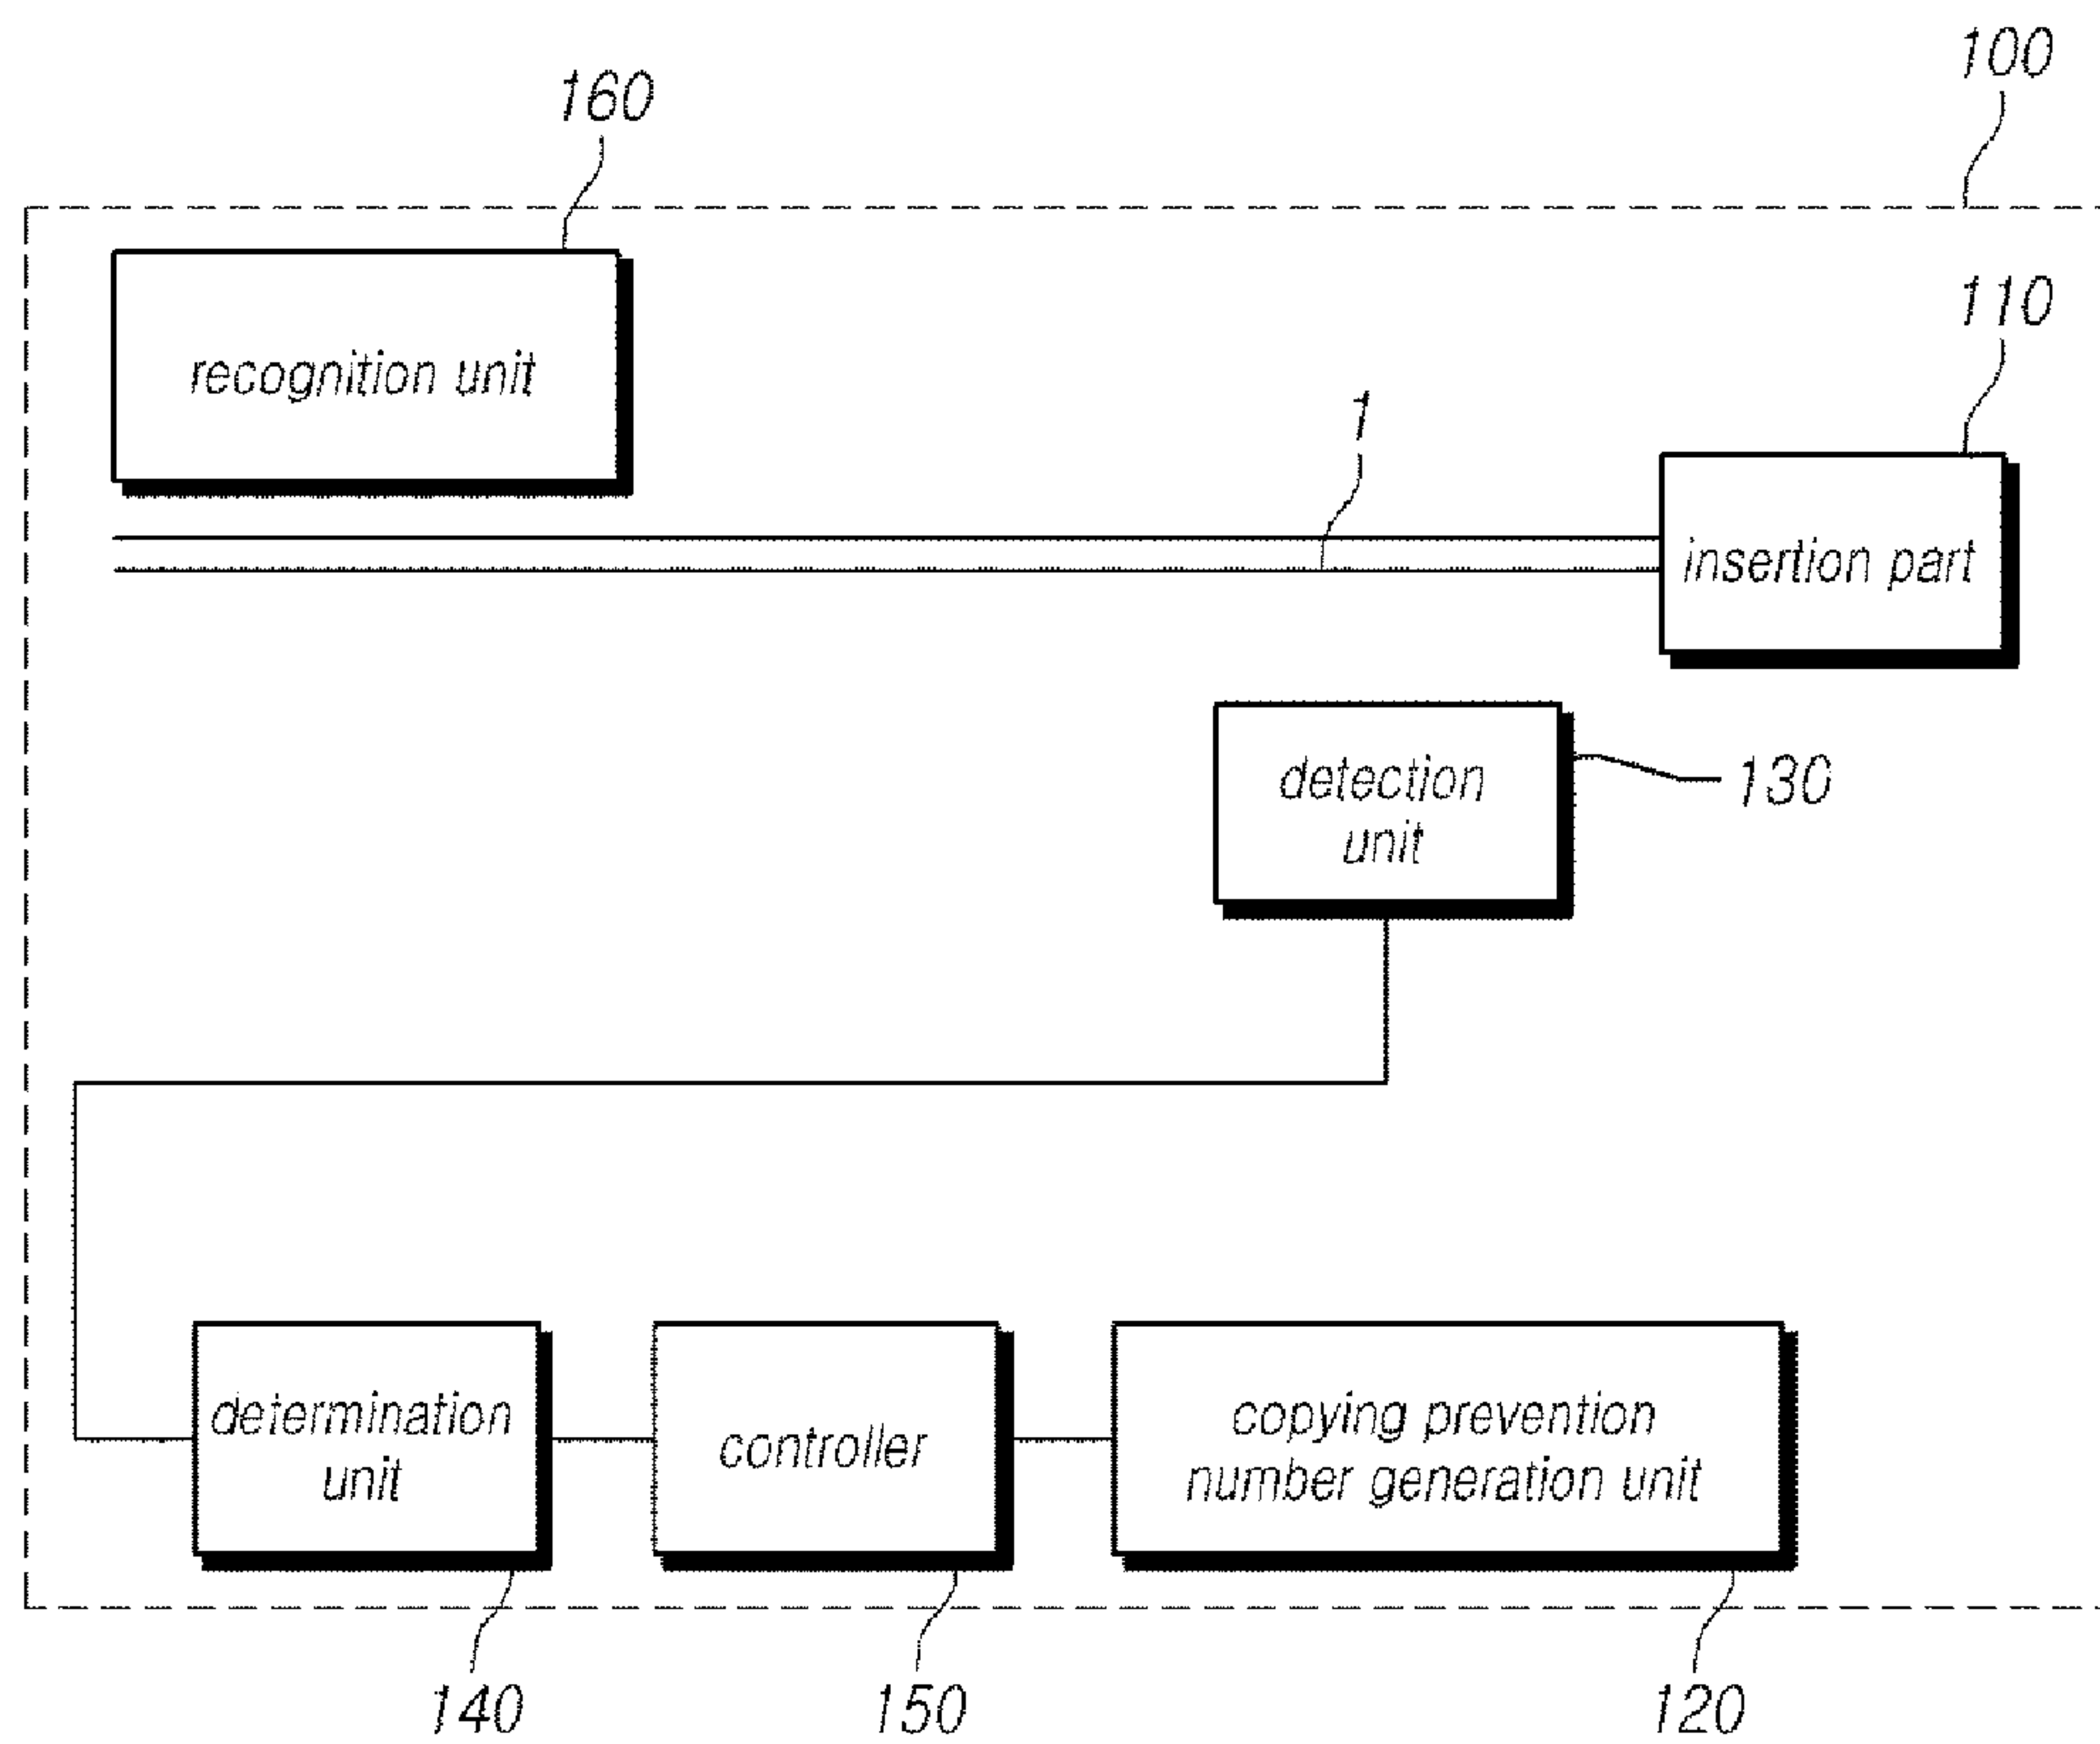 100
160
110
recognition unit
1
insertion part
detection
unit
130
determination
unit
controller
copying prevention
number generation unit
140
150
120